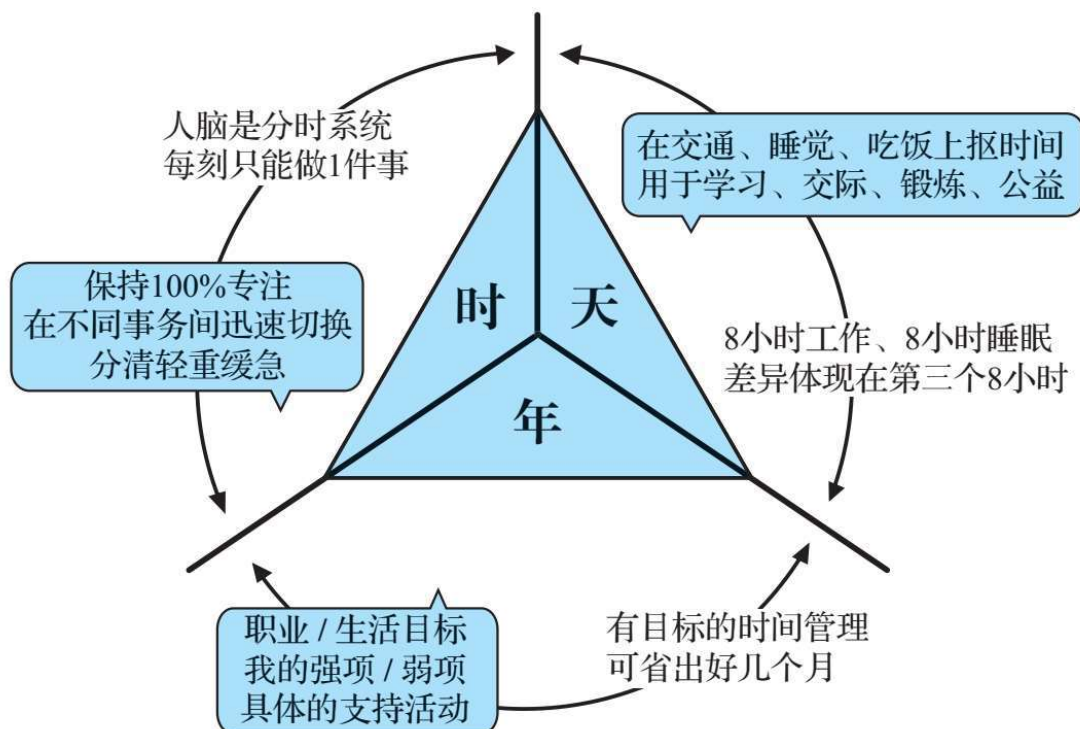 人脑是分时系统
每刻只能做1件事
在交通、睡觉、吃饭上抠时间
用于学习、交际、锻炼、公益
保持100%专注
在不同事务间迅速切换
分清轻重缓急
时
天
年
8小时工作、8小时睡眠
差异体现在第三个8小时
职业 / 生活目标
我的强项 / 弱项
具体的支持活动
有目标的时间管理
可省出好几个月